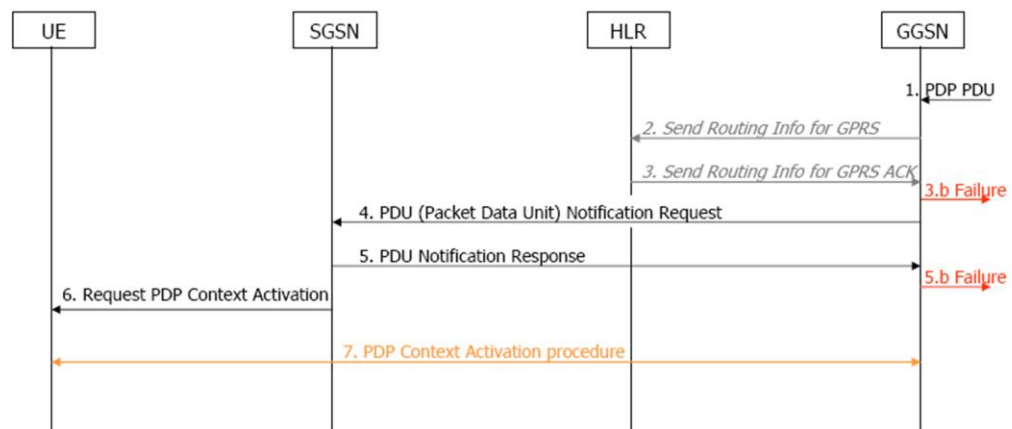 UE
SGSN
HLR
GGSN
1. PDP PDU
2. Send Routing Info for GPRS
3. Send Routing Info for GPRS ACK
3.b Failure
4. PDU (Packet Data Unit) Notification Request
5. PDU Notification Response
5.b Failure
6. Request PDP Context Activation
7. PDP Context Activation procedure